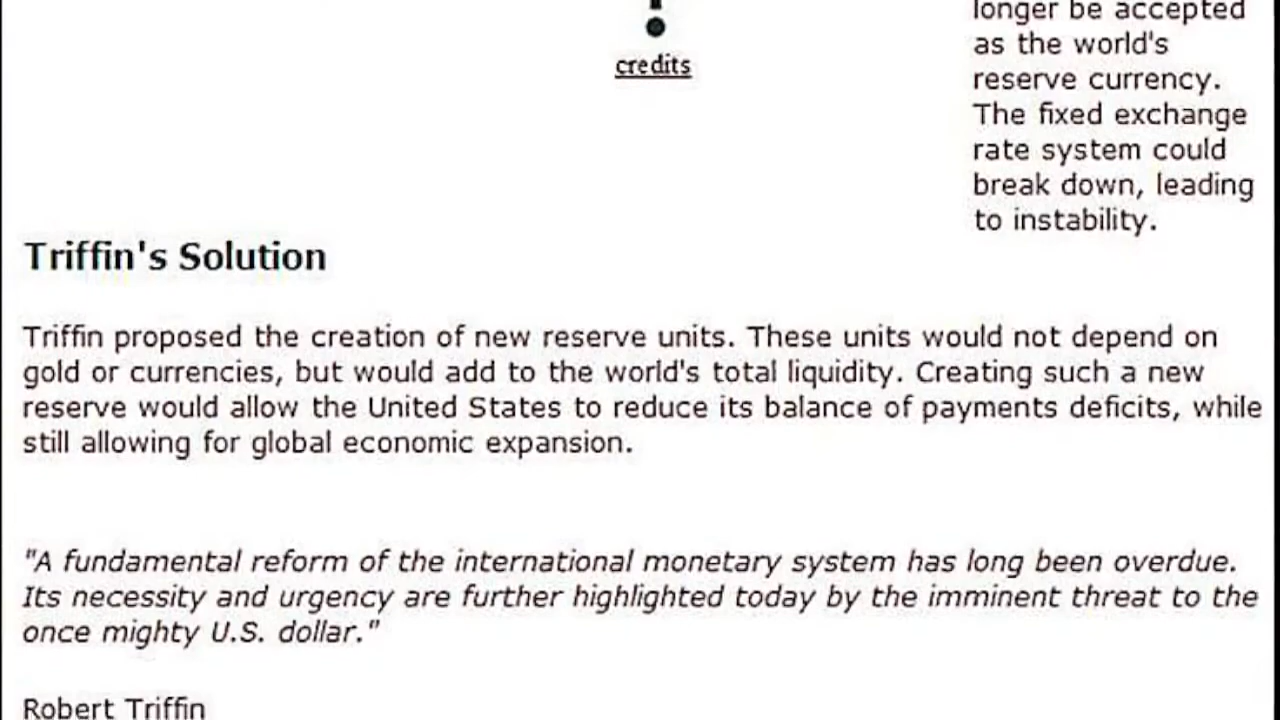 longer be accepted
as the world's
reserve currency.
The fixed exchange
rate system could
break down, leading
to instability.
credits
Triffin's Solution
Triffin proposed the creation of new reserve units. These units would not depend on
gold or currencies, but would add to the world's total liquidity. Creating such a new
reserve would allow the United States to reduce its balance of payments deficits, while
still allowing for global economic expansion.
"A fundamental reform of the international monetary system has long been overdue.
Its necessity and urgency are further highlighted today by the imminent threat to the
once mighty U.S. dollar."
Robert Triffin